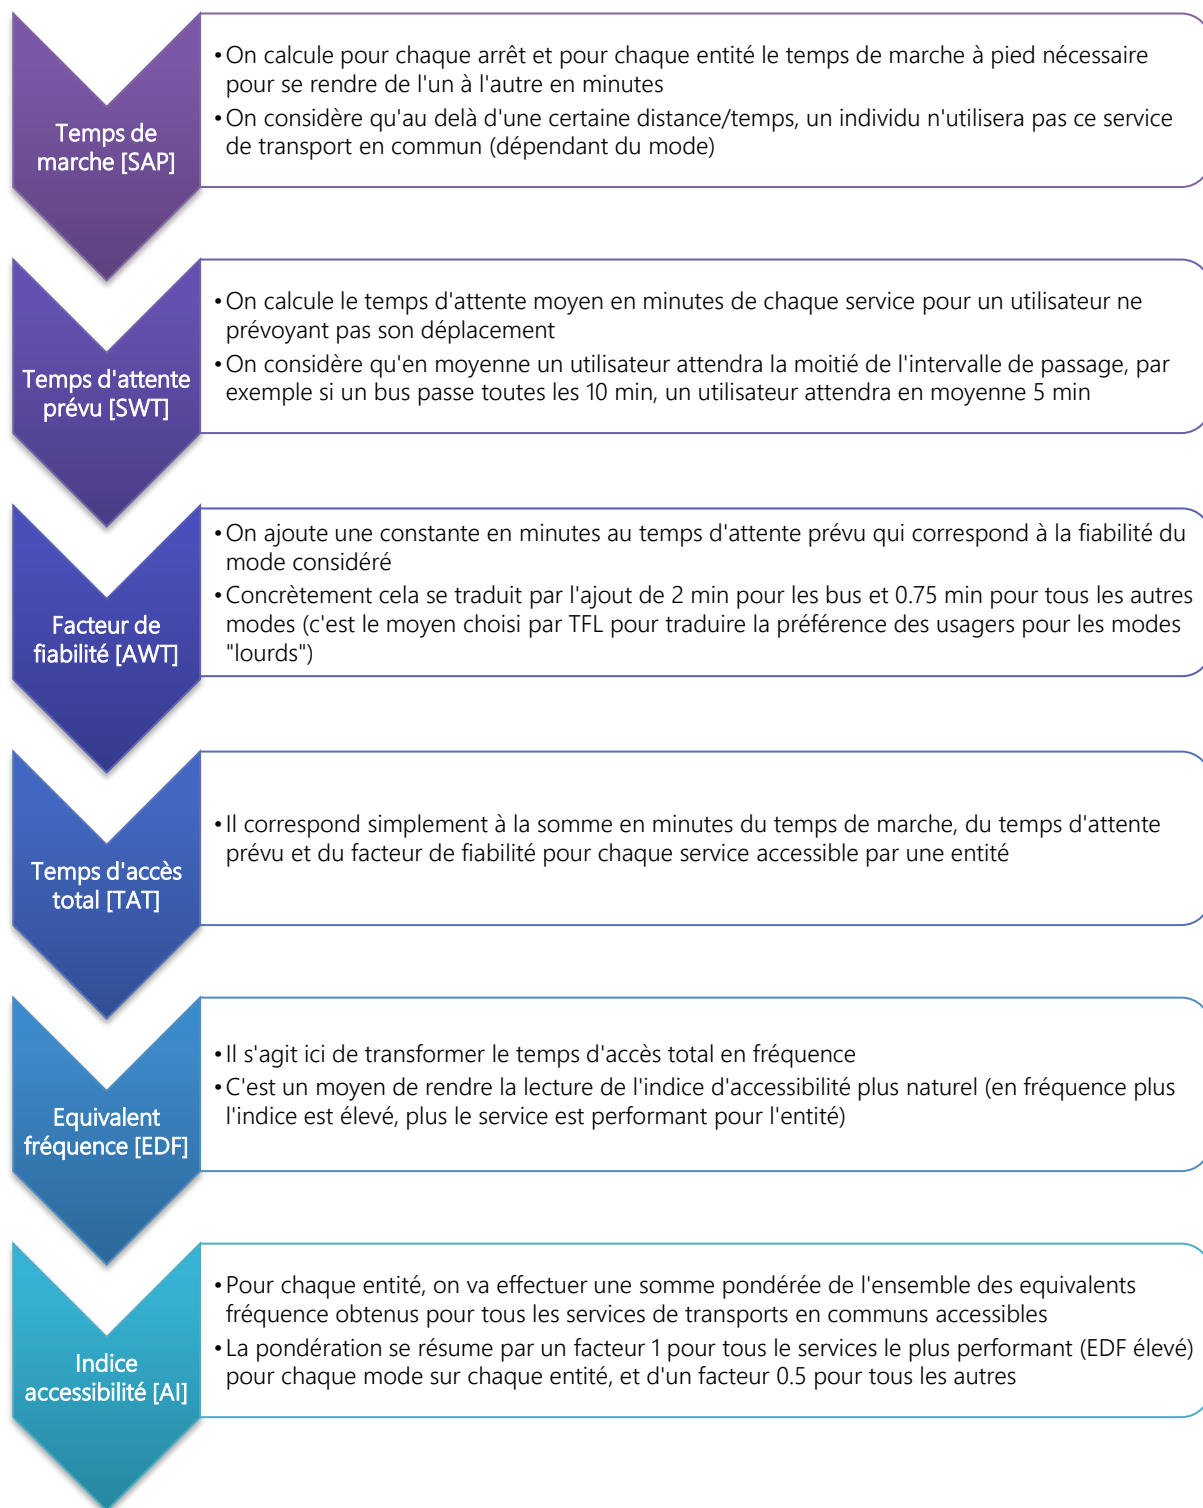 Temps de
marche [SAP]
• On calcule pour chaque arrêt et pour chaque entité le temps de marche à pied nécessaire
pour se rendre de l'un à l'autre en minutes
• On considère qu'au delà d'une certaine distance/temps, un individu n'utilisera pas ce service
de transport en commun (dépendant du mode)
Temps d'attente
prévu [SWT]
• On calcule le temps d'attente moyen en minutes de chaque service pour un utilisateur ne
prévoyant pas son déplacement
• On considère qu'en moyenne un utilisateur attendra la moitié de l'intervalle de passage, par
exemple si un bus passe toutes les 10 min, un utilisateur attendra en moyenne 5 min
Facteur de
fiabilité [AWT]
• On ajoute une constante en minutes au temps d'attente prévu qui correspond à la fiabilité du
mode considéré
• Concrètement cela se traduit par l'ajout de 2 min pour les bus et 0.75 min pour tous les autres
modes (c'est le moyen choisi par TFL pour traduire la préférence des usagers pour les modes
"lourds")
Temps d'accès
total [TAT]
• Il correspond simplement à la somme en minutes du temps de marche, du temps d'attente
prévu et du facteur de fiabilité pour chaque service accessible par une entité
Equivalent
fréquence [EDF]
• Il s'agit ici de transformer le temps d'accès total en fréquence
• C'est un moyen de rendre la lecture de l'indice d'accessibilité plus naturel (en fréquence plus
l'indice est élevé, plus le service est performant pour l'entité)
Indice
accessibilité [AI]
• Pour chaque entité, on va effectuer une somme pondérée de l'ensemble des equivalents
fréquence obtenus pour tous les services de transports en communs accessibles
• La pondération se résume par un facteur 1 pour tous le services le plus performant (EDF élevé)
pour chaque mode sur chaque entité, et d'un facteur 0.5 pour tous les autres